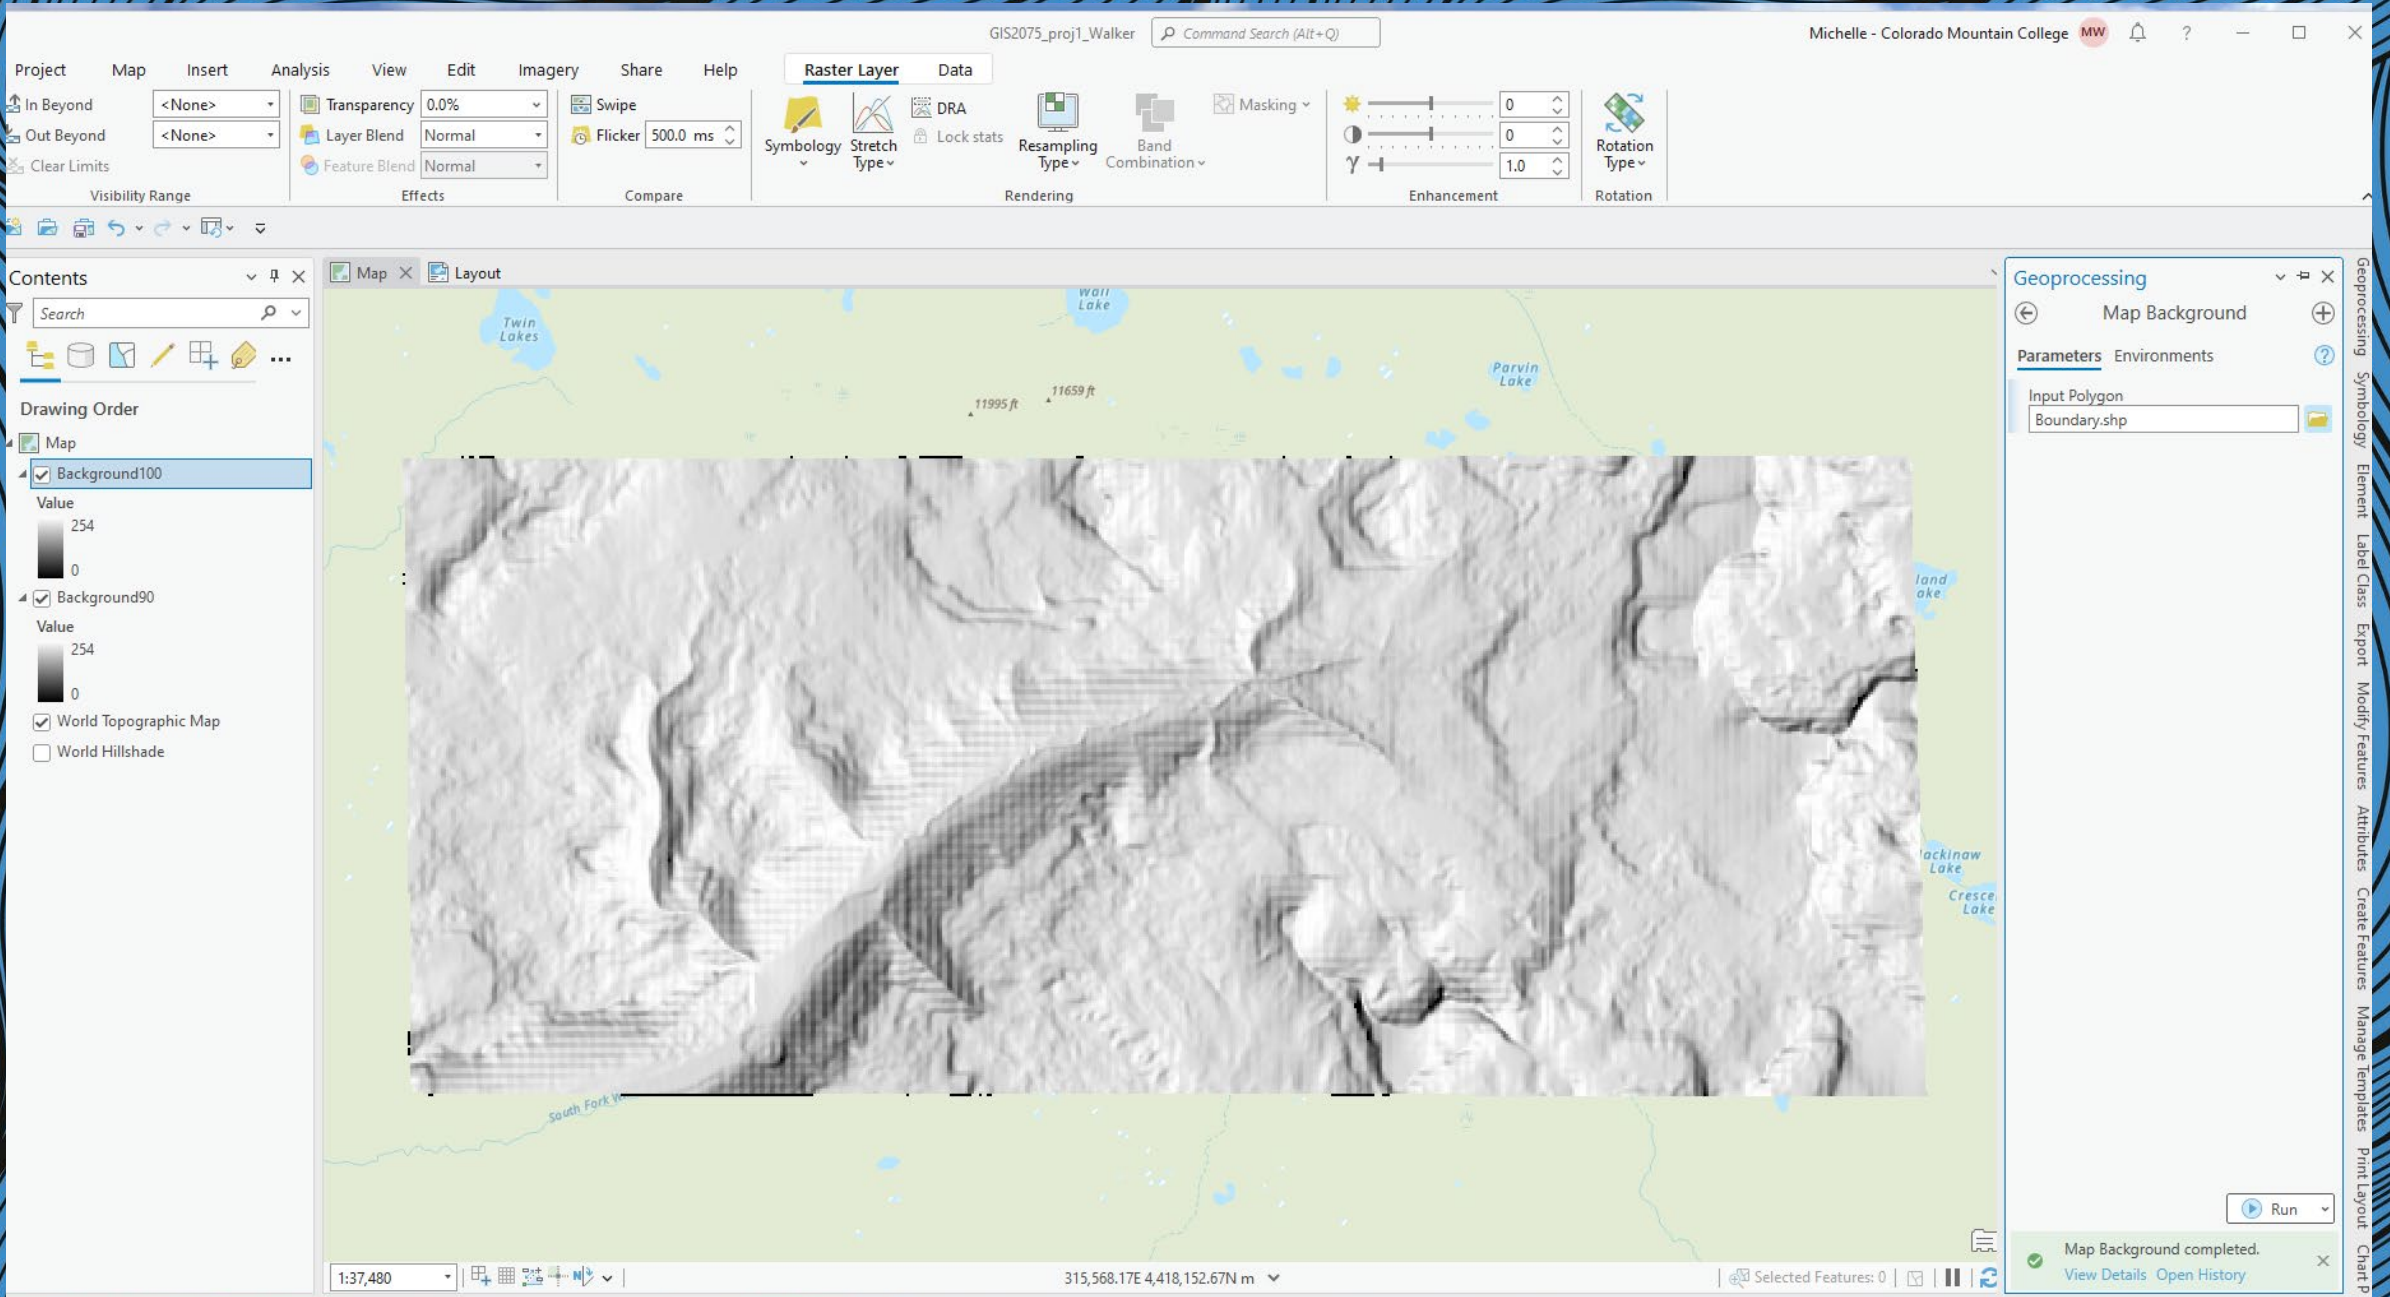 GIS2075_proj1_Walker
Command Search (Alt+Q)
Michelle - Colorado Mountain College
MW
?
Project Map Insert Analysis View Edit Imagery Share Help Raster Layer Data
In Beyond
<None>
Out Beyond
<None>
Clear Limits
Visibility Range
Transparency 0.0%
Layer Blend Normal
Feature Blend Normal
Effects
Swipe
Flicker 500.0 ms
Compare
Symbology
Stretch
Type
DRA
Lock stats
Resampling
Type
Band
Combination
Masking
Rendering
0
0
γ 1.0
Enhancement
Rotation
Type
Rotation
Contents
Search
Drawing Order
Map
Background100
Value
254
0
Background90
Value
254
0
World Topographic Map
World Hillshade
Map
Layout
Twin
Lakes
Wall
Lake
Parvin
Lake
11995 ft
11659 ft
land
ake
ackinaw
Lake
Cresce
Lake
South Fork W
1:37,480
N
315,568.17E 4,418,152.67N m
Selected Features: 0
Geoprocessing
Map Background
Parameters Environments
?
Input Polygon
Boundary.shp
Run
Map Background completed.
View Details Open History
Geoprocessing
Symbology
Element
Label Class
Export
Modify Features
Attributes
Create Features
Manage Templates
Print Layout
Chart P